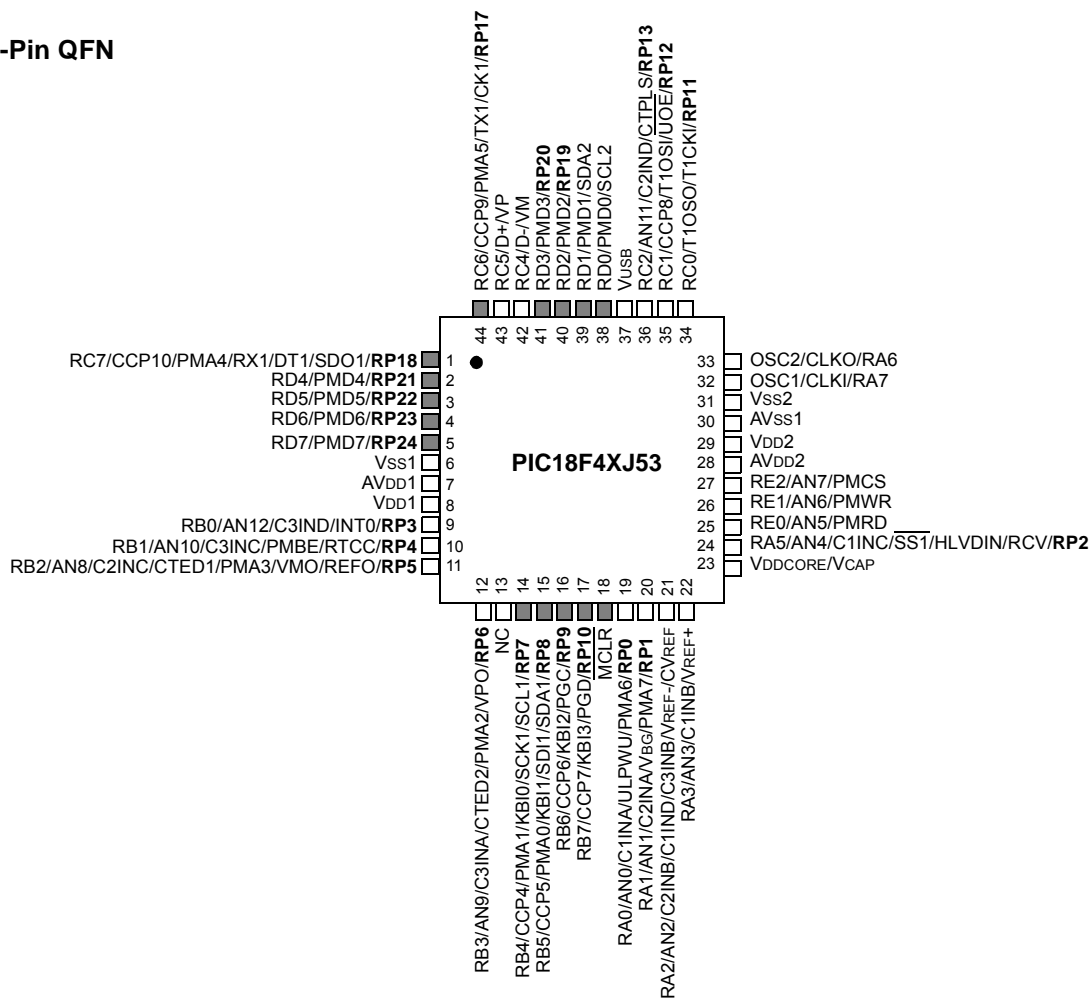 -Pin QFN
RC6/CCP9/PMA5/TX1/CK1/RP17
RC5/D+/VP
RC4/D-/VM
RD3/PMD3/RP20
RD2/PMD2/RP19
RD1/PMD1/SDA2
RD0/PMD0/SCL2
VUSB
RC2/AN11/C2IND/CTPLS/RP13
RC1/CCP8/T1OSI/UOE/RP12
RC0/T1OSO/T1CKI/RP11
44 43 42 41 40 39 38 37 36 35 34
RC7/CCP10/PMA4/RX1/DT1/SDO1/RP18 1
RD4/PMD4/RP21 2
RD5/PMD5/RP22 3
RD6/PMD6/RP23 4
RD7/PMD7/RP24 5
VSS1 6
AVDD1 7
VDD1 8
RB0/AN12/C3IND/INT0/RP3 9
RB1/AN10/C3INC/PMBE/RTCC/RP4 10
RB2/AN8/C2INC/CTED1/PMA3/VMO/REFO/RP5 11
PIC18F4XJ53
33 OSC2/CLKO/RA6
32 OSC1/CLKI/RA7
31 VSS2
30 AVSS1
29 VDD2
28 AVDD2
27 RE2/AN7/PMCS
26 RE1/AN6/PMWR
25 RE0/AN5/PMRD
24 RA5/AN4/C1INC/SS1/HLVDIN/RCV/RP2
23 VDDCORE/VCAP
12 13 14 15 16 17 18 19 20 21 22
RB3/AN9/C3INA/CTED2/PMA2/VPO/RP6
NC
RB4/CCP4/PMA1/KBI0/SCK1/SCL1/RP7
RB5/CCP5/PMA0/KBI1/SDI1/SDA1/RP8
RB6/CCP6/KBI2/PGC/RP9
RB7/CCP7/KBI3/PGD/RP10
MCLR
RA0/AN0/C1INA/ULPWU/PMA6/RP0
RA1/AN1/C2INA/VBG/PMA7/RP1
RA2/AN2/C2INB/C1IND/C3INB/VREF-/CVREF
RA3/AN3/C1INB/VREF+